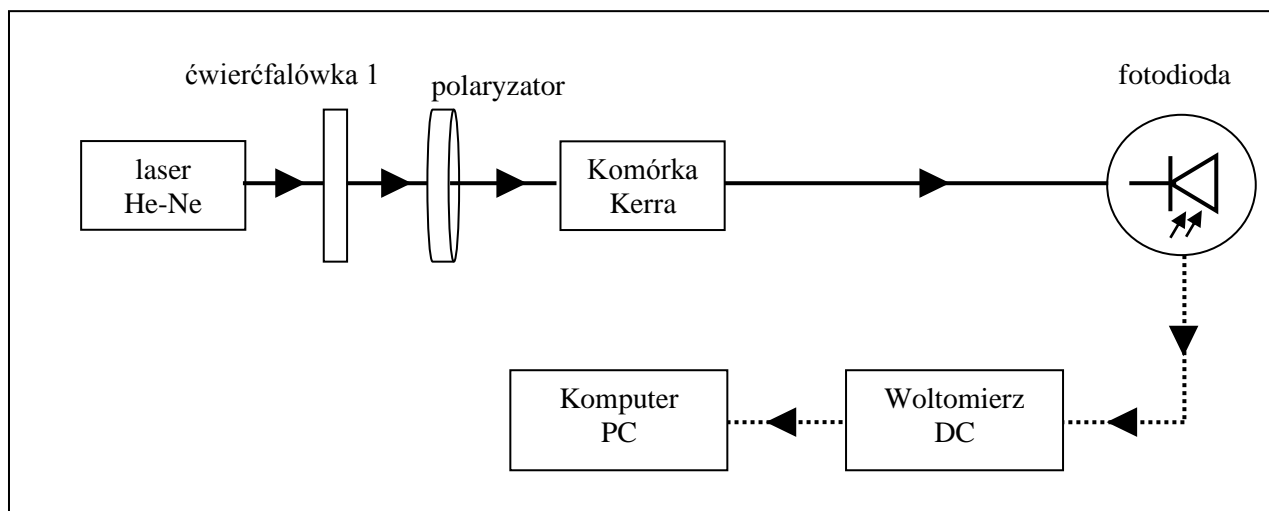 ćwierćfalówka 1
polaryzator
fotodioda
laser
He-Ne
Komórka
Kerra
Komputer
PC
Woltomierz
DC